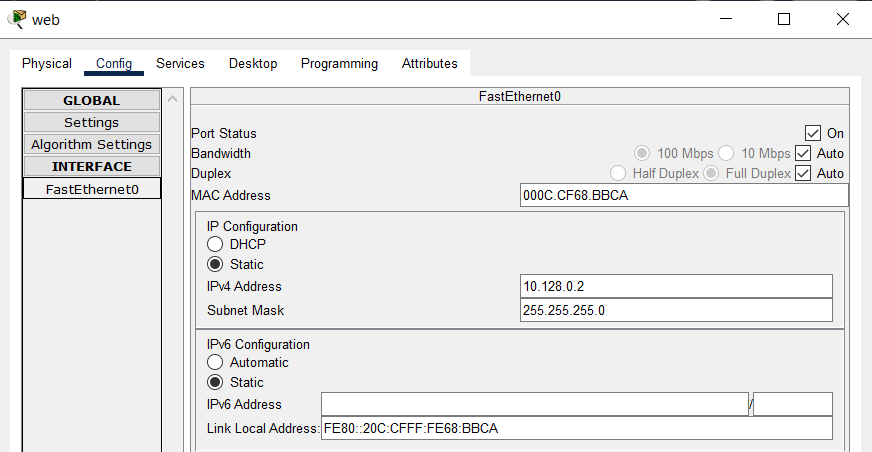 web
Physical Config Services Desktop Programming Attributes
GLOBAL
Settings
Algorithm Settings
INTERFACE
FastEthernet0
FastEthernet0
Port Status On
Bandwidth 100 Mbps 10 Mbps Auto
Duplex Half Duplex Full Duplex Auto
MAC Address 000C.CF68.BBCA
IP Configuration
DHCP
Static
IPv4 Address 10.128.0.2
Subnet Mask 255.255.255.0
IPv6 Configuration
Automatic
Static
IPv6 Address /
Link Local Address: FE80::20C:CFFF:FE68:BBCA